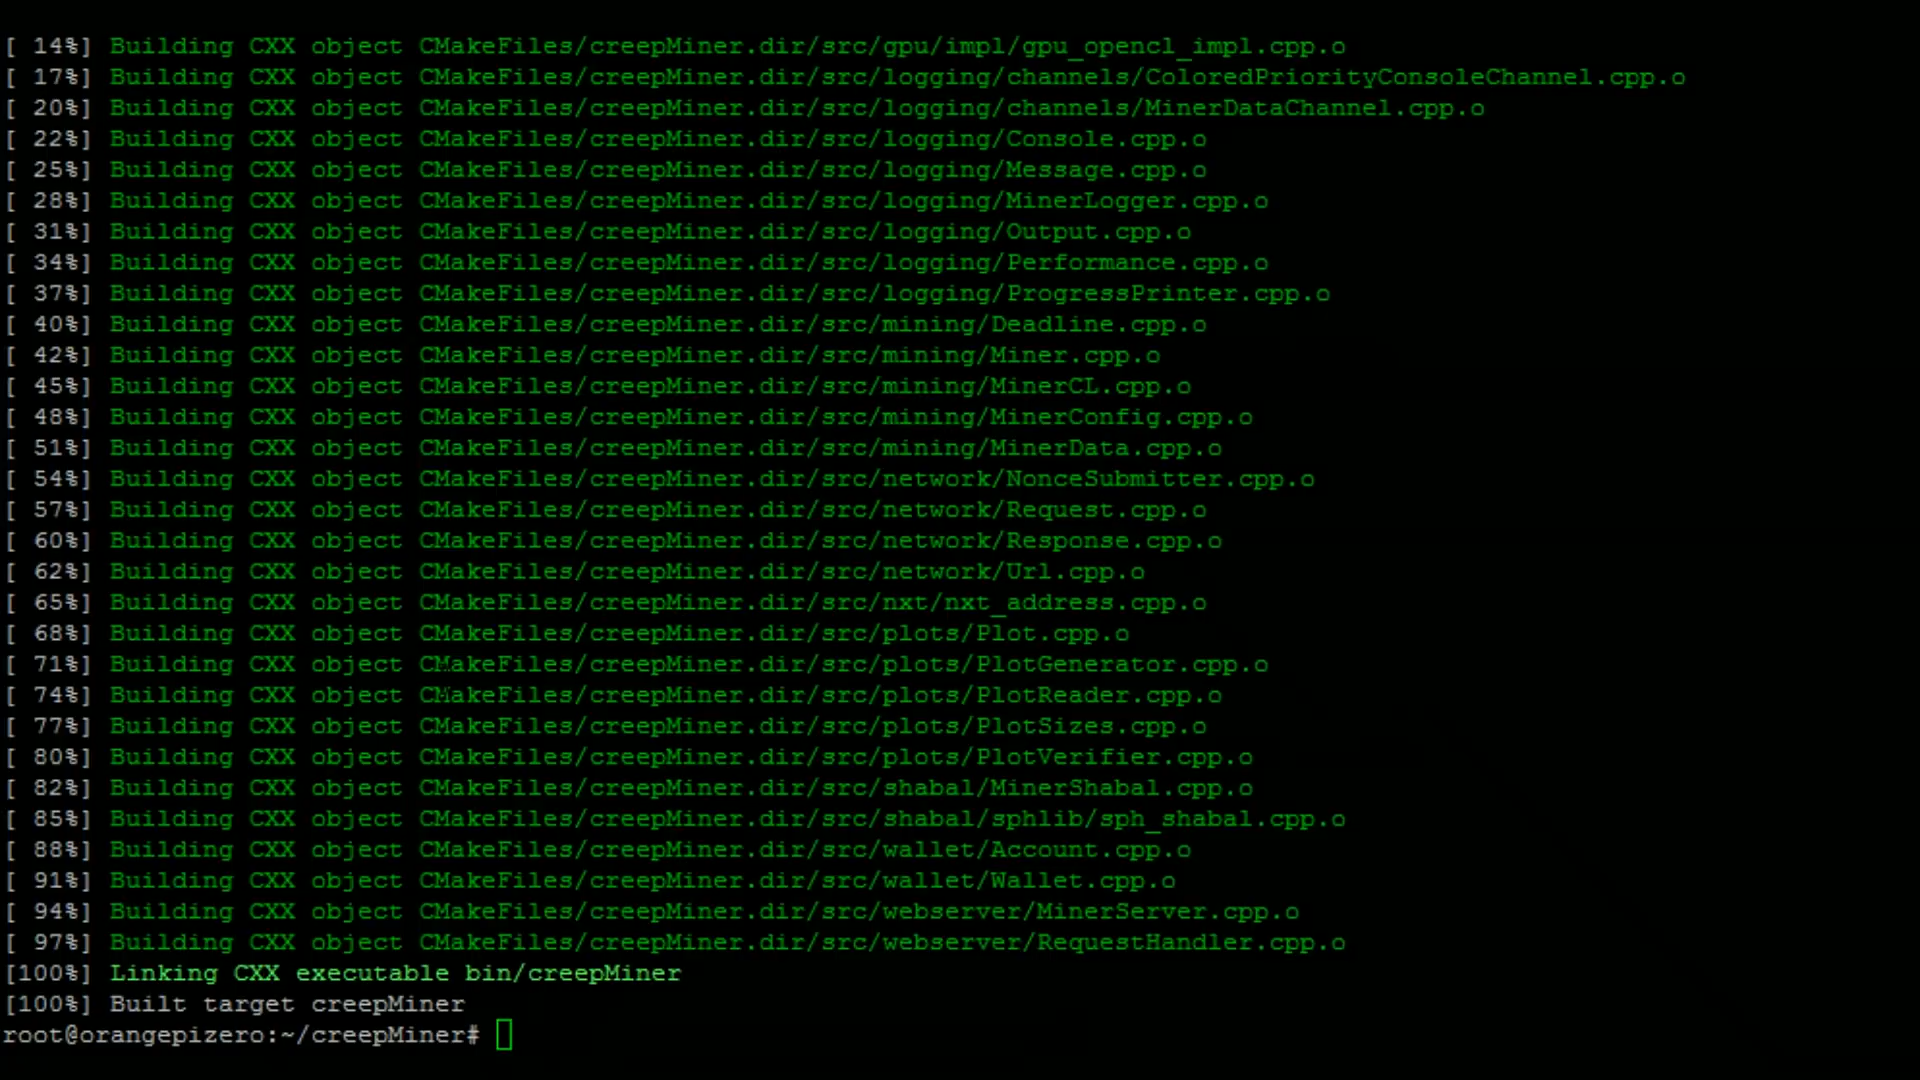 [ 14%] Building CXX object CMakeFiles/creepMiner.dir/src/gpu/impl/gpu_opencl_impl.cpp.o
[ 17%] Building CXX object CMakeFiles/creepMiner.dir/src/logging/channels/ColoredPriorityConsoleChannel.cpp.o
[ 20%] Building CXX object CMakeFiles/creepMiner.dir/src/logging/channels/MinerDataChannel.cpp.o
[ 22%] Building CXX object CMakeFiles/creepMiner.dir/src/logging/Console.cpp.o
[ 25%] Building CXX object CMakeFiles/creepMiner.dir/src/logging/Message.cpp.o
[ 28%] Building CXX object CMakeFiles/creepMiner.dir/src/logging/MinerLogger.cpp.o
[ 31%] Building CXX object CMakeFiles/creepMiner.dir/src/logging/Output.cpp.o
[ 34%] Building CXX object CMakeFiles/creepMiner.dir/src/logging/Performance.cpp.o
[ 37%] Building CXX object CMakeFiles/creepMiner.dir/src/logging/ProgressPrinter.cpp.o
[ 40%] Building CXX object CMakeFiles/creepMiner.dir/src/mining/Deadline.cpp.o
[ 42%] Building CXX object CMakeFiles/creepMiner.dir/src/mining/Miner.cpp.o
[ 45%] Building CXX object CMakeFiles/creepMiner.dir/src/mining/MinerCL.cpp.o
[ 48%] Building CXX object CMakeFiles/creepMiner.dir/src/mining/MinerConfig.cpp.o
[ 51%] Building CXX object CMakeFiles/creepMiner.dir/src/mining/MinerData.cpp.o
[ 54%] Building CXX object CMakeFiles/creepMiner.dir/src/network/NonceSubmitter.cpp.o
[ 57%] Building CXX object CMakeFiles/creepMiner.dir/src/network/Request.cpp.o
[ 60%] Building CXX object CMakeFiles/creepMiner.dir/src/network/Response.cpp.o
[ 62%] Building CXX object CMakeFiles/creepMiner.dir/src/network/Url.cpp.o
[ 65%] Building CXX object CMakeFiles/creepMiner.dir/src/nxt/nxt_address.cpp.o
[ 68%] Building CXX object CMakeFiles/creepMiner.dir/src/plots/Plot.cpp.o
[ 71%] Building CXX object CMakeFiles/creepMiner.dir/src/plots/PlotGenerator.cpp.o
[ 74%] Building CXX object CMakeFiles/creepMiner.dir/src/plots/PlotReader.cpp.o
[ 77%] Building CXX object CMakeFiles/creepMiner.dir/src/plots/PlotSizes.cpp.o
[ 80%] Building CXX object CMakeFiles/creepMiner.dir/src/plots/PlotVerifier.cpp.o
[ 82%] Building CXX object CMakeFiles/creepMiner.dir/src/shabal/MinerShabal.cpp.o
[ 85%] Building CXX object CMakeFiles/creepMiner.dir/src/shabal/sphlib/sph_shabal.cpp.o
[ 88%] Building CXX object CMakeFiles/creepMiner.dir/src/wallet/Account.cpp.o
[ 91%] Building CXX object CMakeFiles/creepMiner.dir/src/wallet/Wallet.cpp.o
[ 94%] Building CXX object CMakeFiles/creepMiner.dir/src/webserver/MinerServer.cpp.o
[ 97%] Building CXX object CMakeFiles/creepMiner.dir/src/webserver/RequestHandler.cpp.o
[100%] Linking CXX executable bin/creepMiner
[100%] Built target creepMiner
root@orangepizero:~/creepMiner#